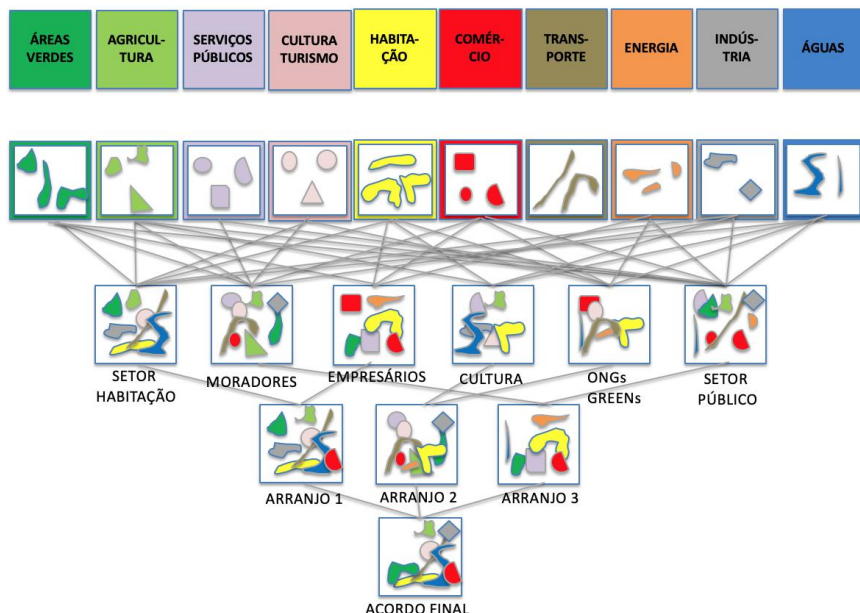 ÁREAS
VERDES
AGRICUL-
TURA
SERVIÇOS
PÚBLICOS
CULTURA
TURISMO
HABITA-
ÇÃO
COMÉR-
CIO
TRANS-
PORTE
ENERGIA
INDÚS-
TRIA
ÁGUAS
SETOR
HABITAÇÃO
MORADORES
EMPRESÁRIOS
CULTURA
ONGs
GREENs
SETOR
PÚBLICO
ARRANJO 1
ARRANJO 2
ARRANJO 3
ACORDO FINAL